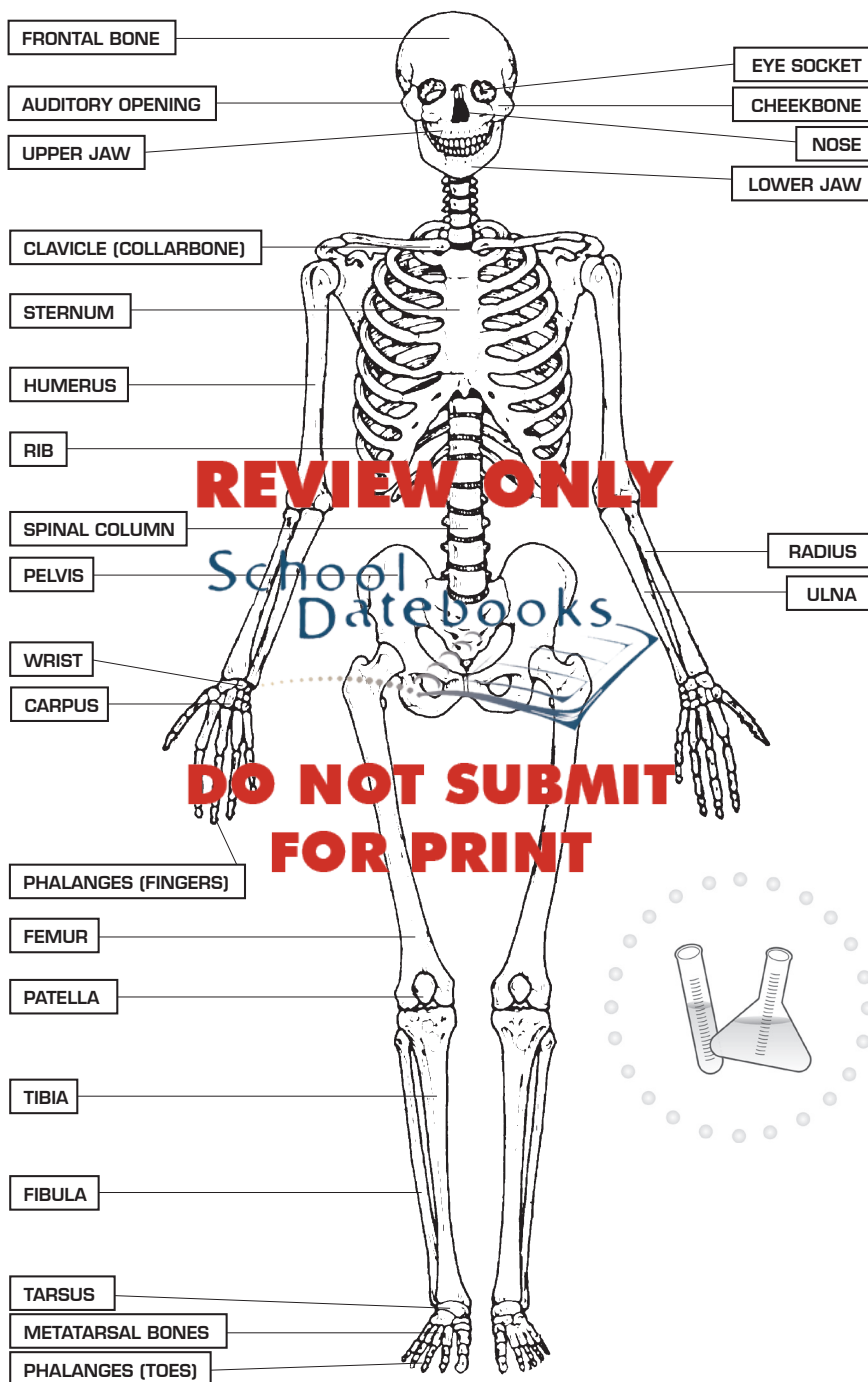 FRONTAL BONE
AUDITORY OPENING
UPPER JAW
EYE SOCKET
CHEEKBONE
NOSE
LOWER JAW
CLAVICLE (COLLARBONE)
STERNUM
HUMERUS
RIB
REVIEW ONLY
SPINAL COLUMN
PELVIS
RADIUS
ULNA
School
Datebooks
WRIST
CARPUS
DO NOT SUBMIT
FOR PRINT
PHALANGES (FINGERS)
FEMUR
PATELLA
TIBIA
FIBULA
TARSUS
METATARSAL BONES
PHALANGES (TOES)